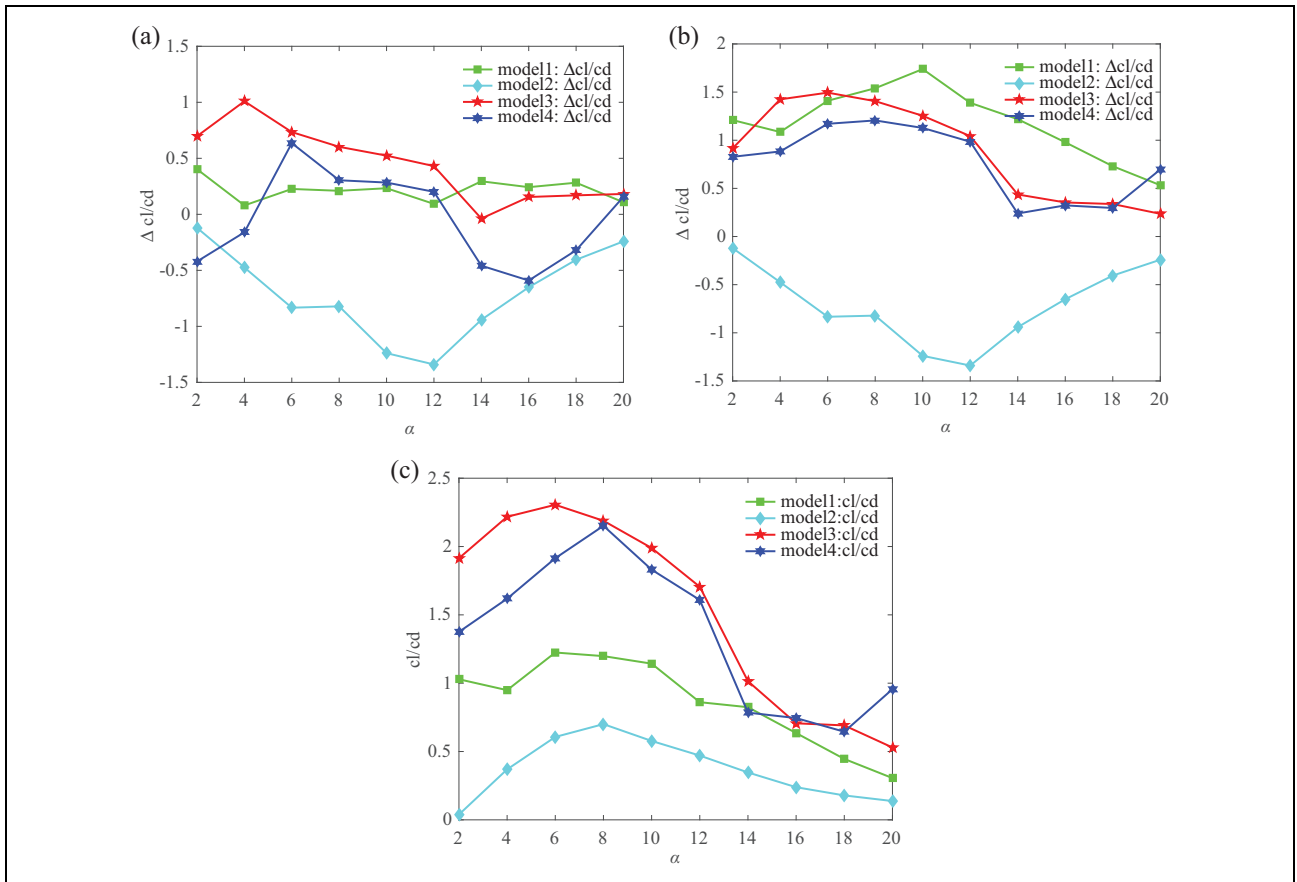 (a)
1.5
1
0.5
0
-0.5
-1
-1.5
Δ cl/cd
model1: Δcl/cd
model2: Δcl/cd
model3: Δcl/cd
model4: Δcl/cd
2 4 6 8 10 12 14 16 18 20
α
(b)
2
1.5
1
0.5
0
-0.5
-1
-1.5
Δ cl/cd
model1: Δcl/cd
model2: Δcl/cd
model3: Δcl/cd
model4: Δcl/cd
2 4 6 8 10 12 14 16 18 20
α
(c)
2.5
2
1.5
1
0.5
0
cl/cd
model1:cl/cd
model2:cl/cd
model3:cl/cd
model4:cl/cd
2 4 6 8 10 12 14 16 18 20
α